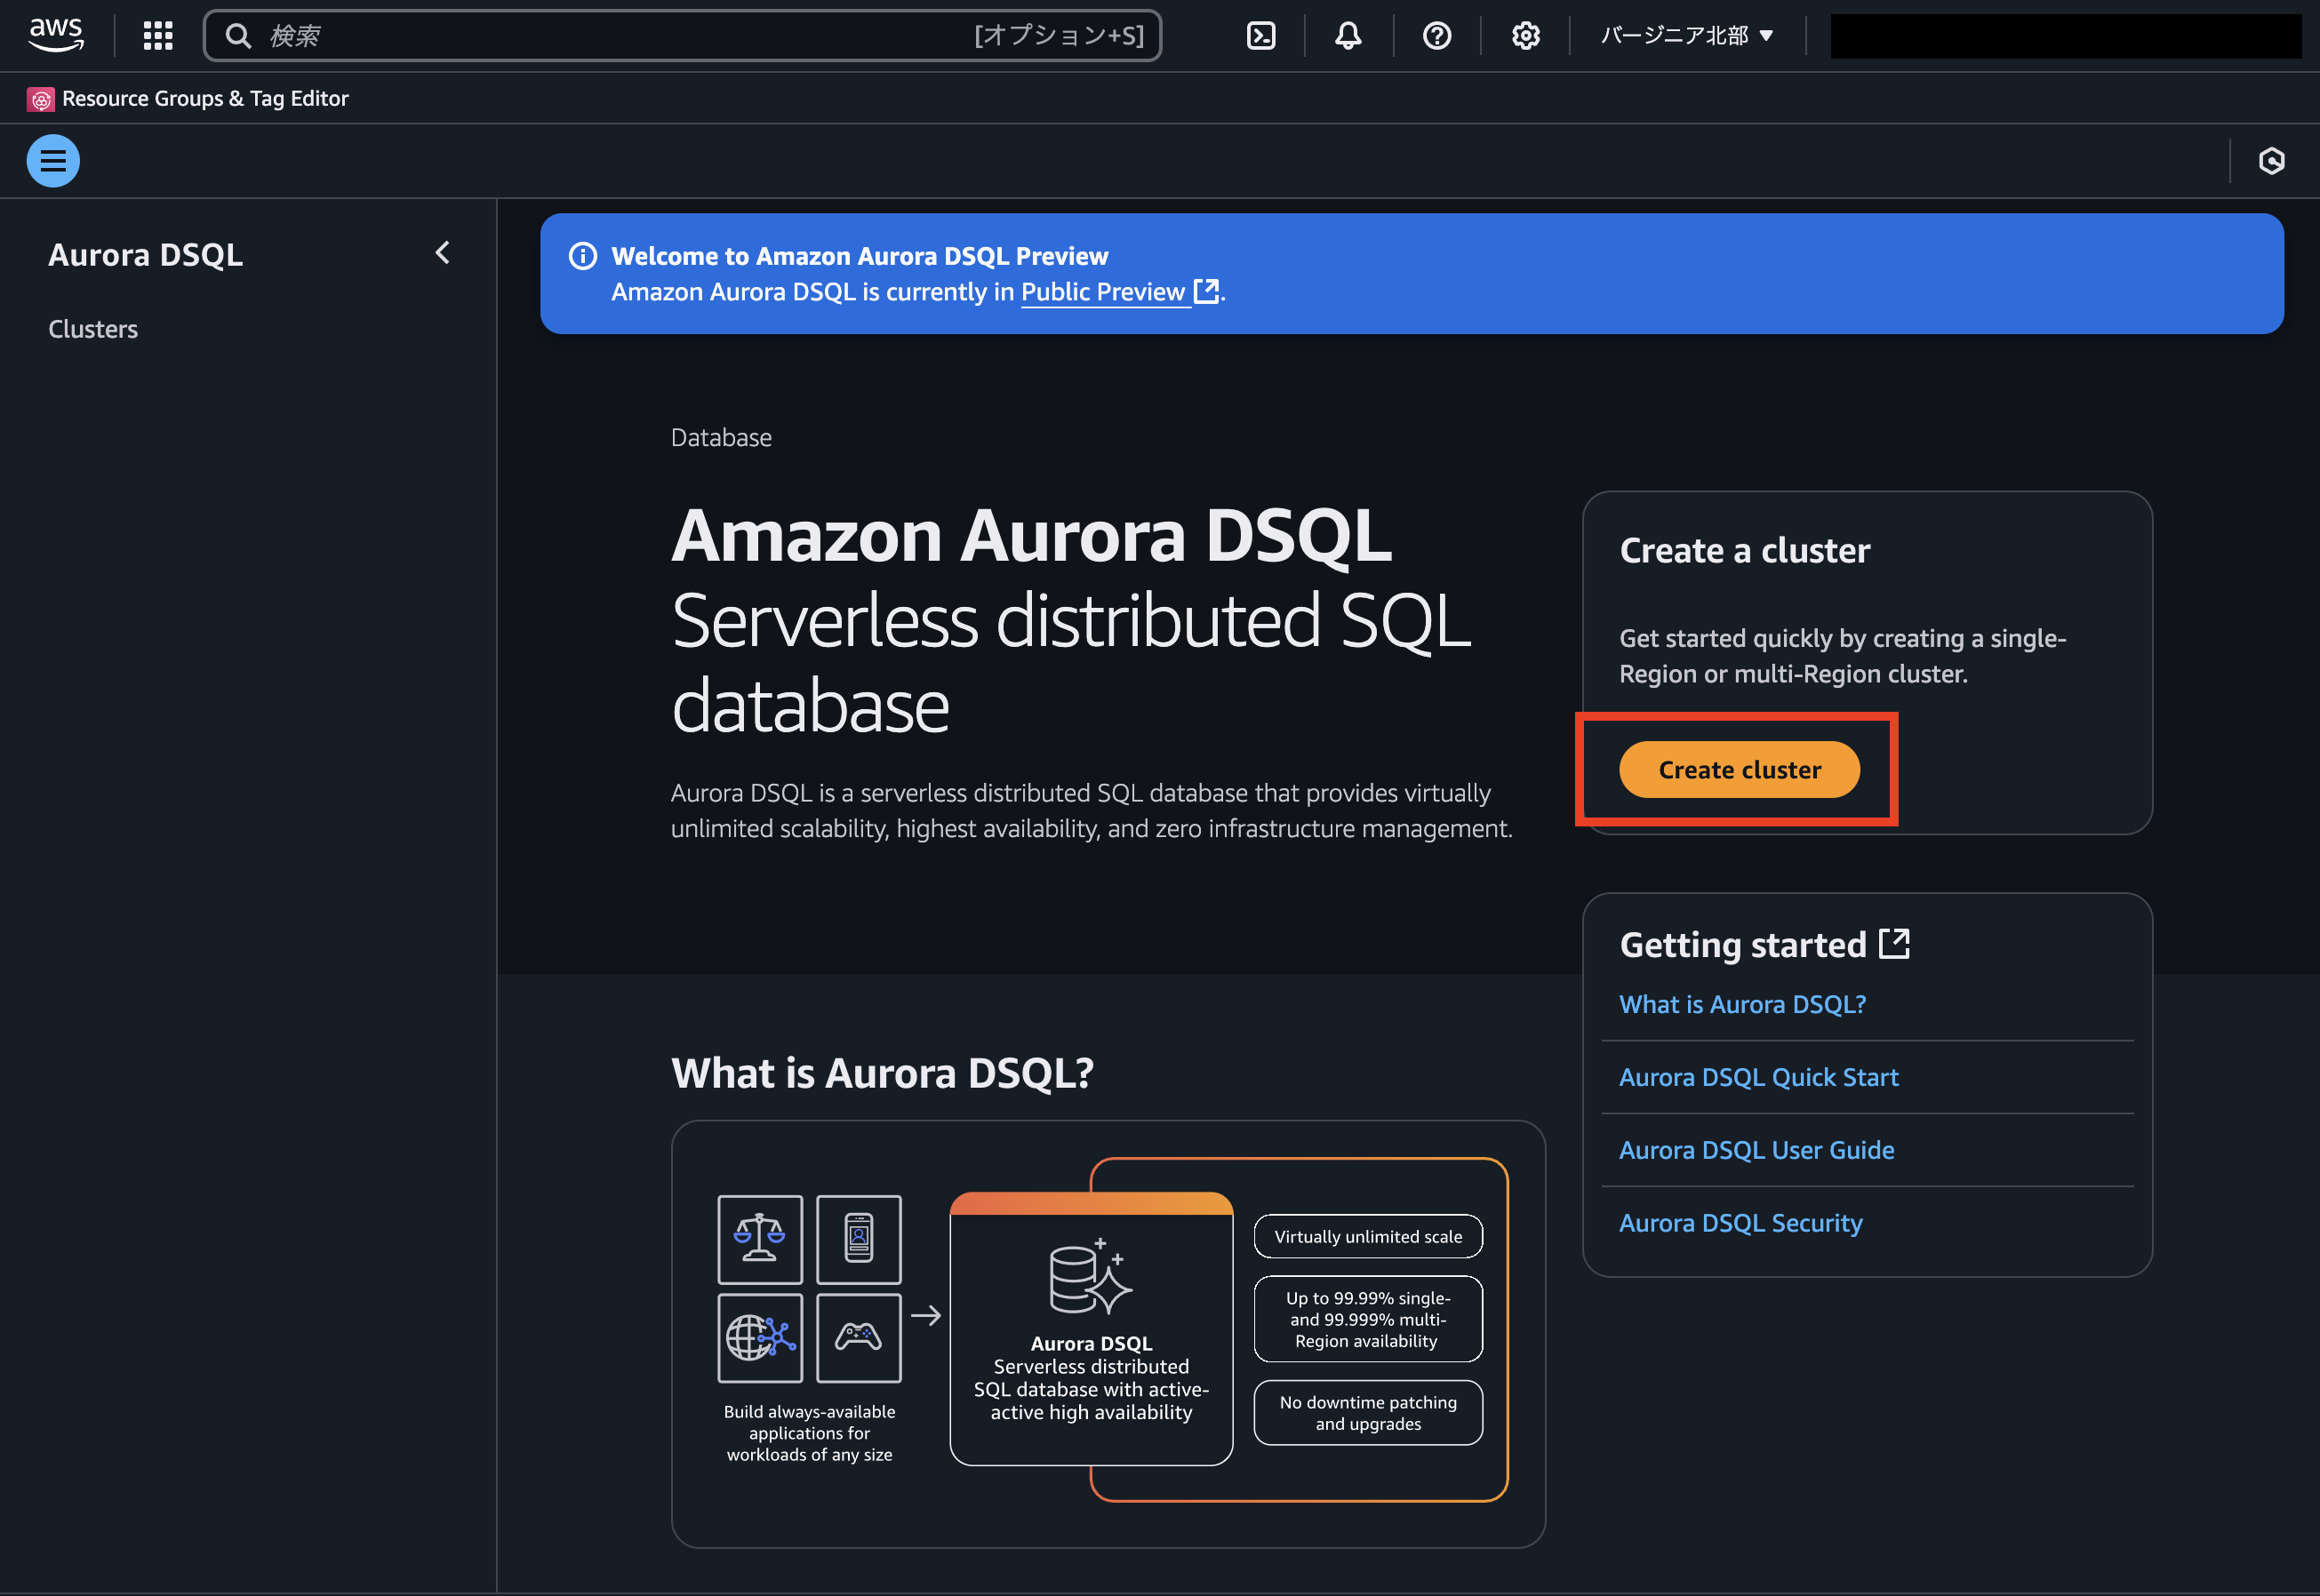 aws
検索
[オプション+S]
バージニア北部
Resource Groups & Tag Editor
Aurora DSQL
Clusters
Welcome to Amazon Aurora DSQL Preview
Amazon Aurora DSQL is currently in Public Preview.
Database
Amazon Aurora DSQL
Serverless distributed SQL
database
Aurora DSQL is a serverless distributed SQL database that provides virtually
unlimited scalability, highest availability, and zero infrastructure management.
Create a cluster
Get started quickly by creating a single-
Region or multi-Region cluster.
Create cluster
Getting started
What is Aurora DSQL?
Aurora DSQL Quick Start
Aurora DSQL User Guide
Aurora DSQL Security
What is Aurora DSQL?
Build always-available
applications for
workloads of any size
Aurora DSQL
Serverless distributed
SQL database with active-
active high availability
Virtually unlimited scale
Up to 99.99% single-
and 99.999% multi-
Region availability
No downtime patching
and upgrades